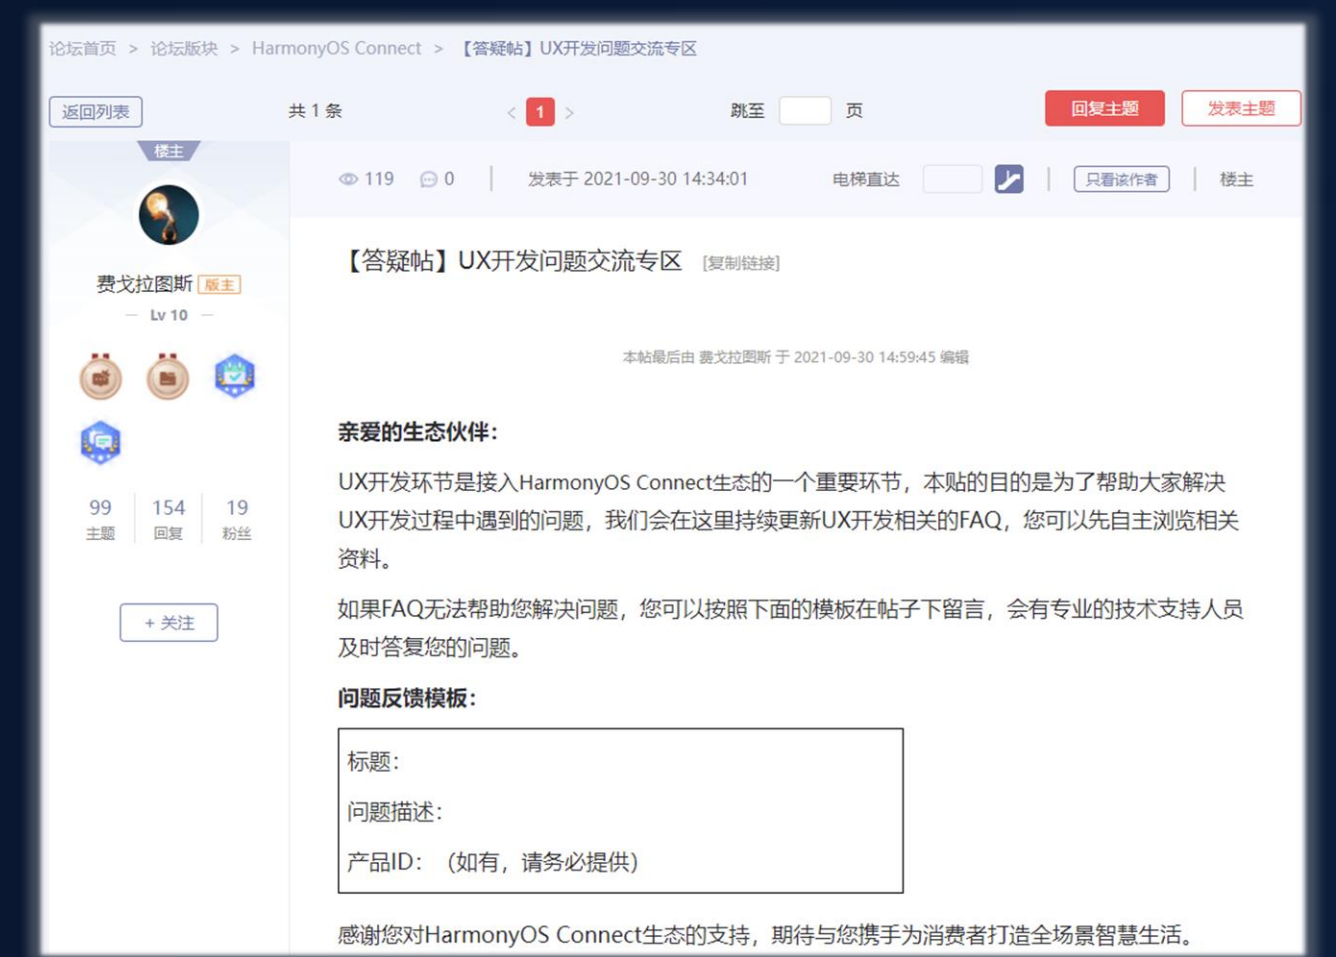 论坛首页 > 论坛版块 > HarmonyOS Connect > 【答疑帖】UX开发问题交流专区
返回列表 共 1 条 < 1 > 跳至 页 回复主题 发表主题
楼主
119 0 | 发表于 2021-09-30 14:34:01 电梯直达 | 只看该作者 | 楼主
费戈拉图斯 版主
— Lv 10 —
99 154 19
主题 回复 粉丝
+ 关注
【答疑帖】UX开发问题交流专区 [复制链接]
本帖最后由 费戈拉图斯 于 2021-09-30 14:59:45 编辑
亲爱的生态伙伴：
UX开发环节是接入HarmonyOS Connect生态的一个重要环节，本贴的目的是为了帮助大家解决
UX开发过程中遇到的问题，我们会在这里持续更新UX开发相关的FAQ，您可以先自主浏览相关
资料。
如果FAQ无法帮助您解决问题，您可以按照下面的模板在帖子下留言，会有专业的技术支持人员
及时答复您的问题。
问题反馈模板：
标题：
问题描述：
产品ID：（如有，请务必提供）
感谢您对HarmonyOS Connect生态的支持，期待与您携手为消费者打造全场景智慧生活。